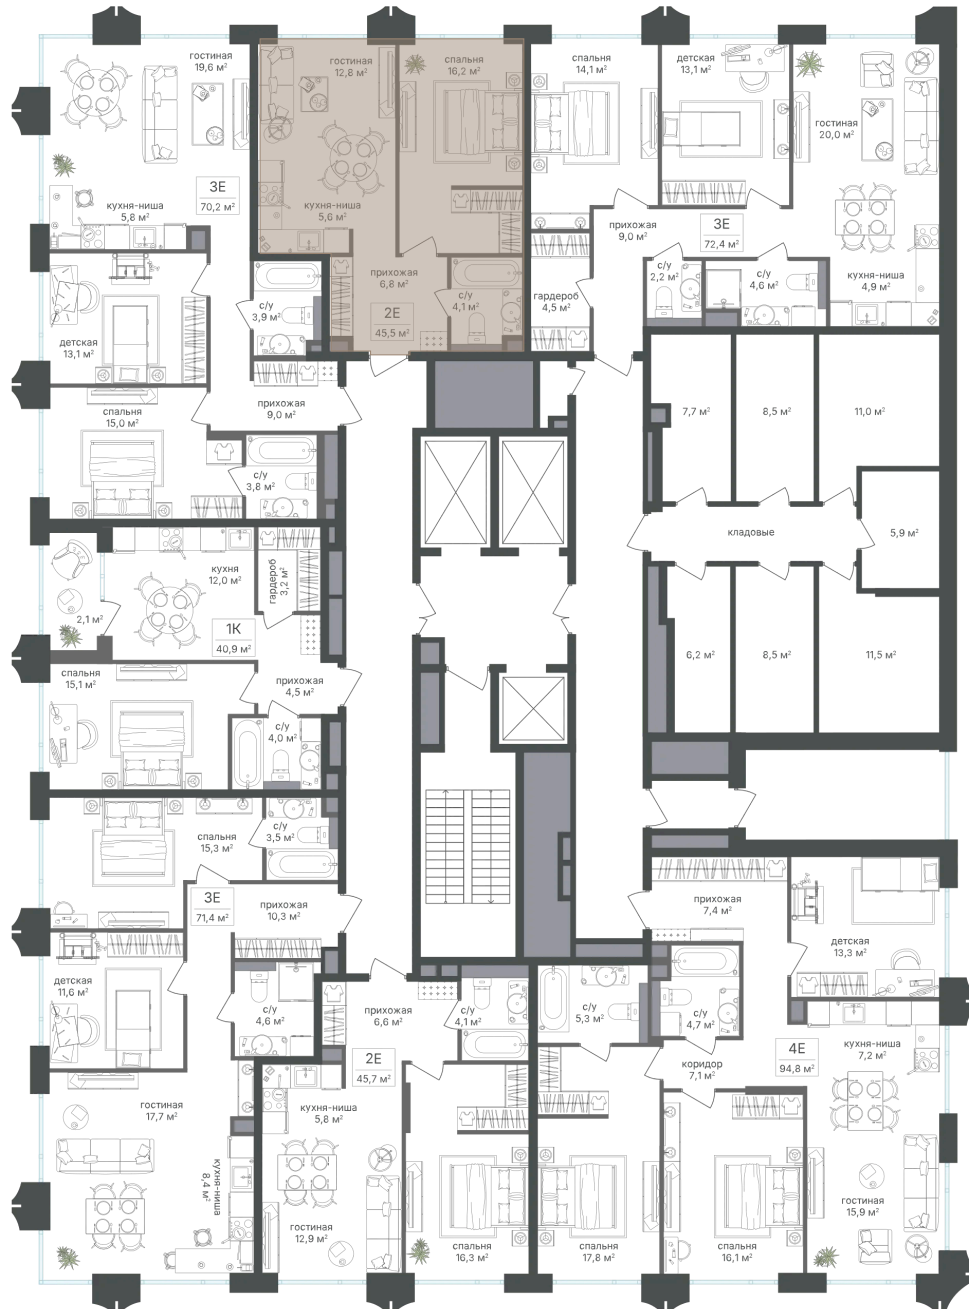 гостиная
19,6 м²
кухня-ниша
5,8 м²
3Е
70,2 м²
гостиная
12,8 м²
спальня
16,2 м²
кухня-ниша
5,6 м²
прихожая
6,8 м²
2Е
45,5 м²
с/у
4,1 м²
спальня
14,1 м²
детская
13,1 м²
гостиная
20,0 м²
прихожая
9,0 м²
3Е
72,4 м²
гардероб
4,5 м²
с/у
2,2 м²
с/у
4,6 м²
кухня-ниша
4,9 м²
с/у
3,9 м²
детская
13,1 м²
спальня
15,0 м²
прихожая
9,0 м²
с/у
3,8 м²
7,7 м²
8,5 м²
11,0 м²
кладовые
5,9 м²
6,2 м²
8,5 м²
11,5 м²
кухня
12,0 м²
гардероб
3,2 м²
2,1 м²
1К
40,9 м²
спальня
15,1 м²
прихожая
4,5 м²
с/у
4,0 м²
спальня
15,3 м²
с/у
3,5 м²
3Е
71,4 м²
прихожая
10,3 м²
детская
11,6 м²
с/у
4,6 м²
гостиная
17,7 м²
кухня-ниша
8,4 м²
прихожая
6,6 м²
с/у
4,1 м²
2Е
45,7 м²
кухня-ниша
5,8 м²
гостиная
12,9 м²
спальня
16,3 м²
прихожая
7,4 м²
детская
13,3 м²
с/у
5,3 м²
с/у
4,7 м²
коридор
7,1 м²
4Е
94,8 м²
кухня-ниша
7,2 м²
гостиная
15,9 м²
спальня
17,8 м²
спальня
16,1 м²